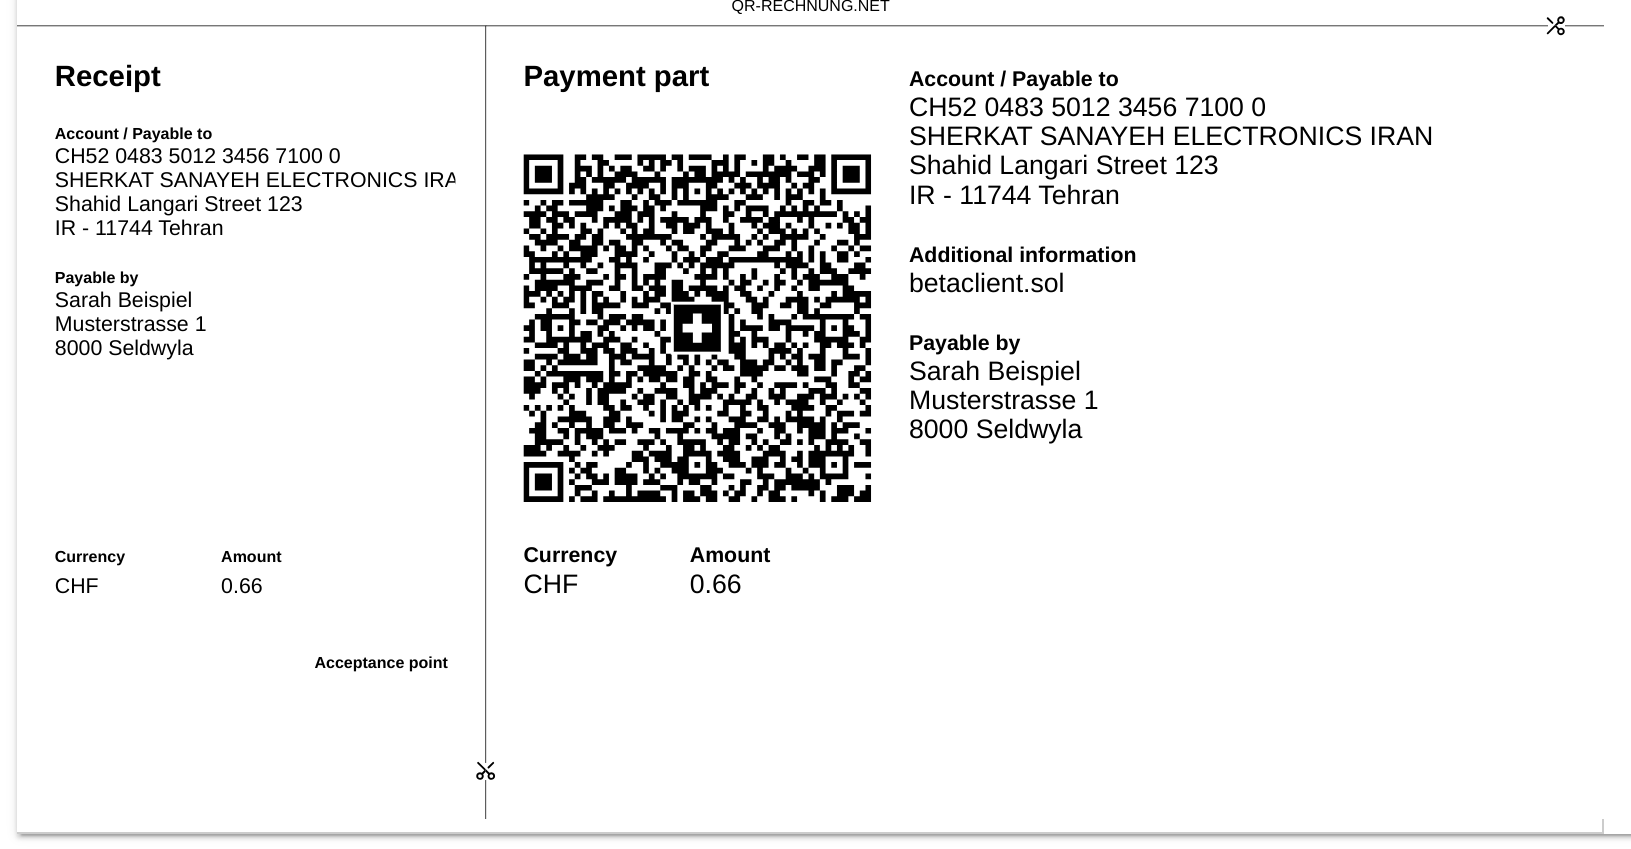 QR-RECHNUNG.NET
Receipt
Account / Payable to
CH52 0483 5012 3456 7100 0
SHERKAT SANAYEH ELECTRONICS IRA
Shahid Langari Street 123
IR - 11744 Tehran
Payable by
Sarah Beispiel
Musterstrasse 1
8000 Seldwyla
Currency Amount
CHF 0.66
Acceptance point
Payment part
Currency Amount
CHF 0.66
Account / Payable to
CH52 0483 5012 3456 7100 0
SHERKAT SANAYEH ELECTRONICS IRAN
Shahid Langari Street 123
IR - 11744 Tehran
Additional information
betaclient.sol
Payable by
Sarah Beispiel
Musterstrasse 1
8000 Seldwyla